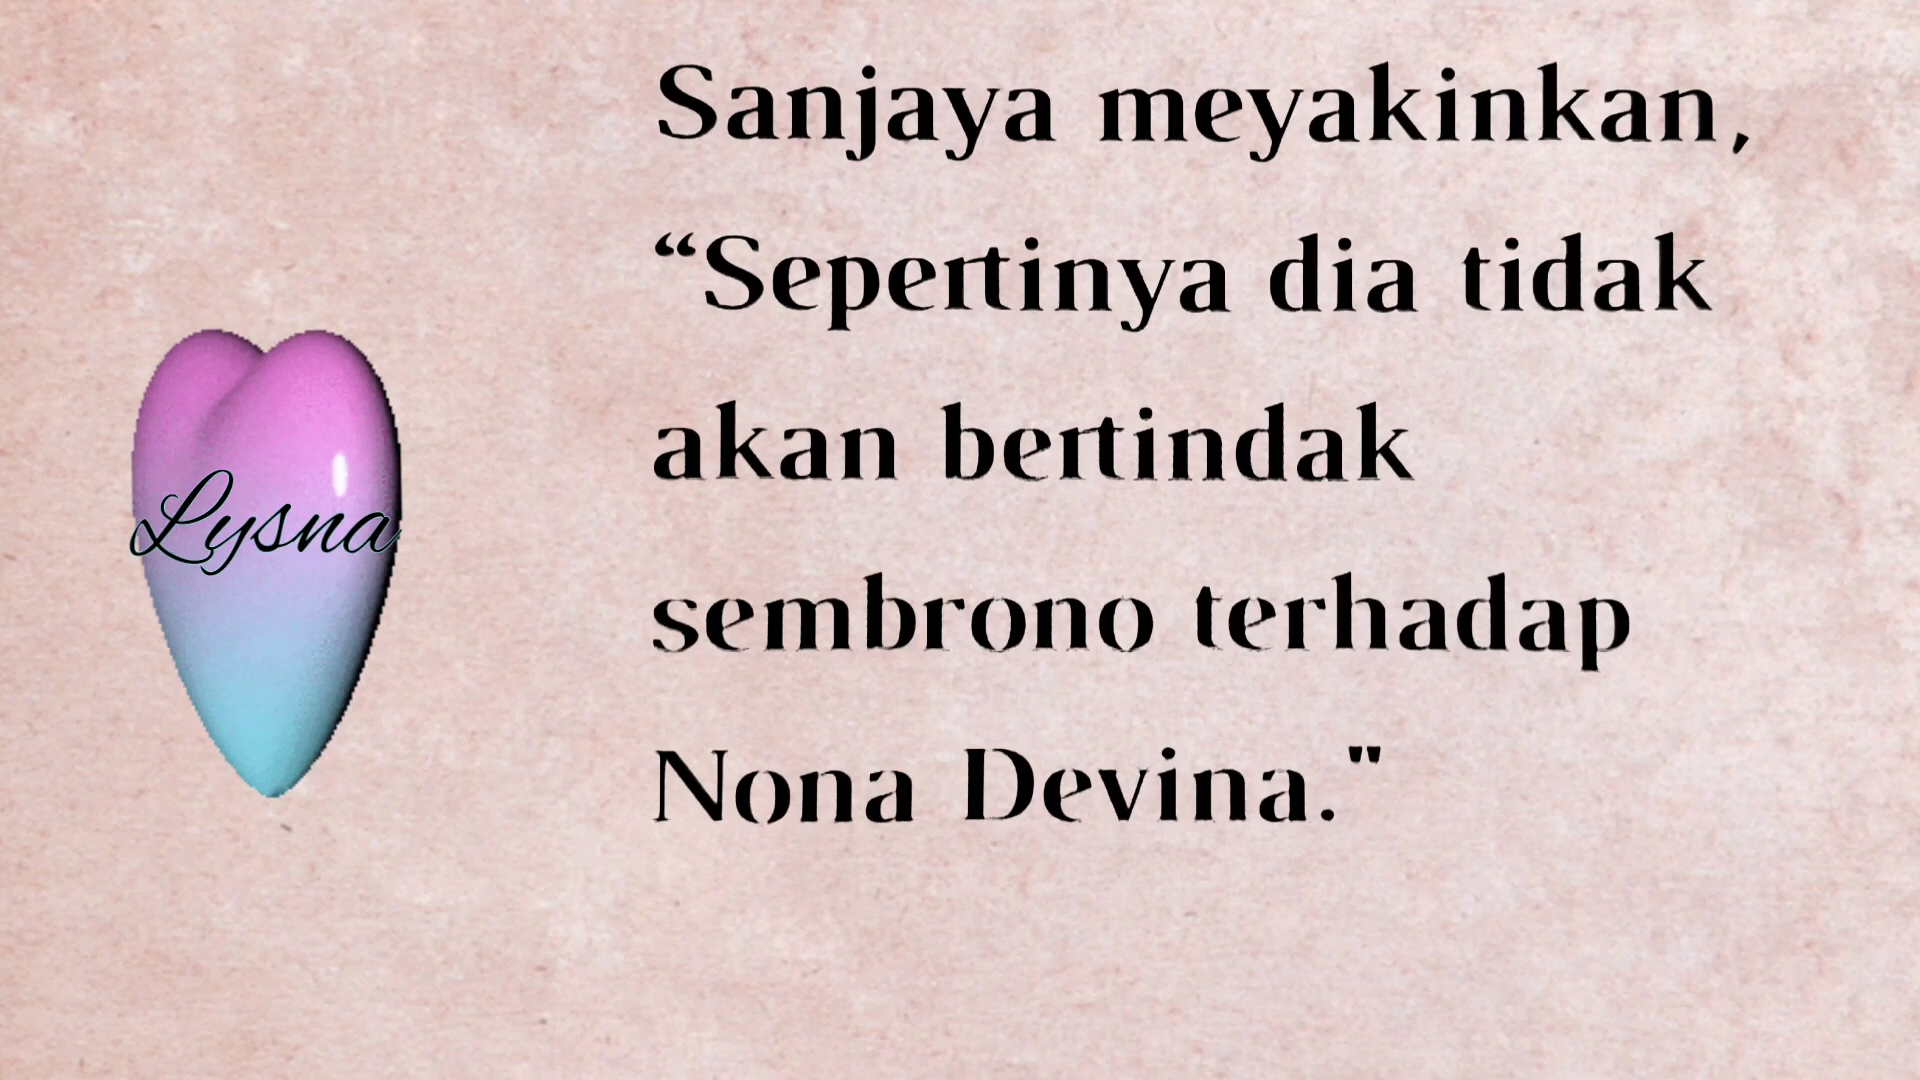 Sanjaya meyakinkan,
“Sepertinya dia tidak
akan bertindak
sembrono terhadap
Nona Devina."
Lysna